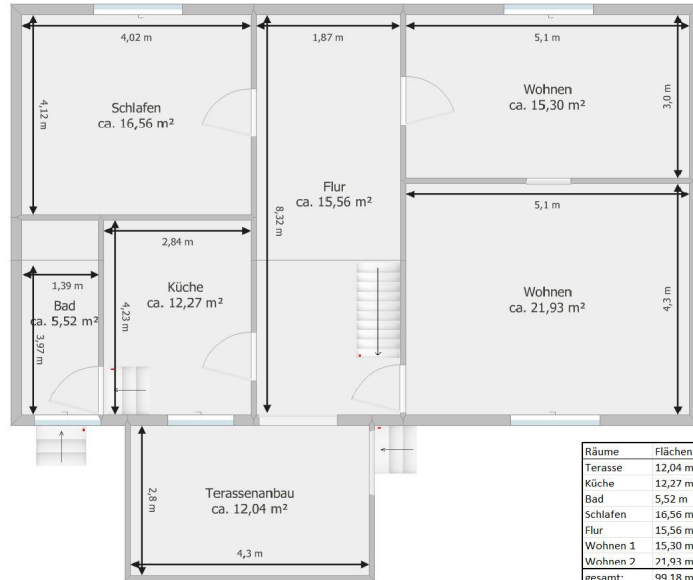 4,02 m
1,87 m
5,1 m
4,12 m
Schlafen
ca. 16,56 m²
Wohnen
ca. 15,30 m²
3,0 m
Flur
ca. 15,56 m²
8,32 m
5,1 m
2,84 m
1,39 m
Bad
ca. 5,52 m²
3,97 m
Küche
ca. 12,27 m²
4,23 m
Wohnen
ca. 21,93 m²
4,3 m
2,8 m
Terassenanbau
ca. 12,04 m²
4,3 m
Räume Flächen
Terasse 12,04 m
Küche 12,27 m
Bad 5,52 m
Schlafen 16,56 m
Flur 15,56 m
Wohnen 1 15,30 m
Wohnen 2 21,93 m
gesamt: 99,18 m